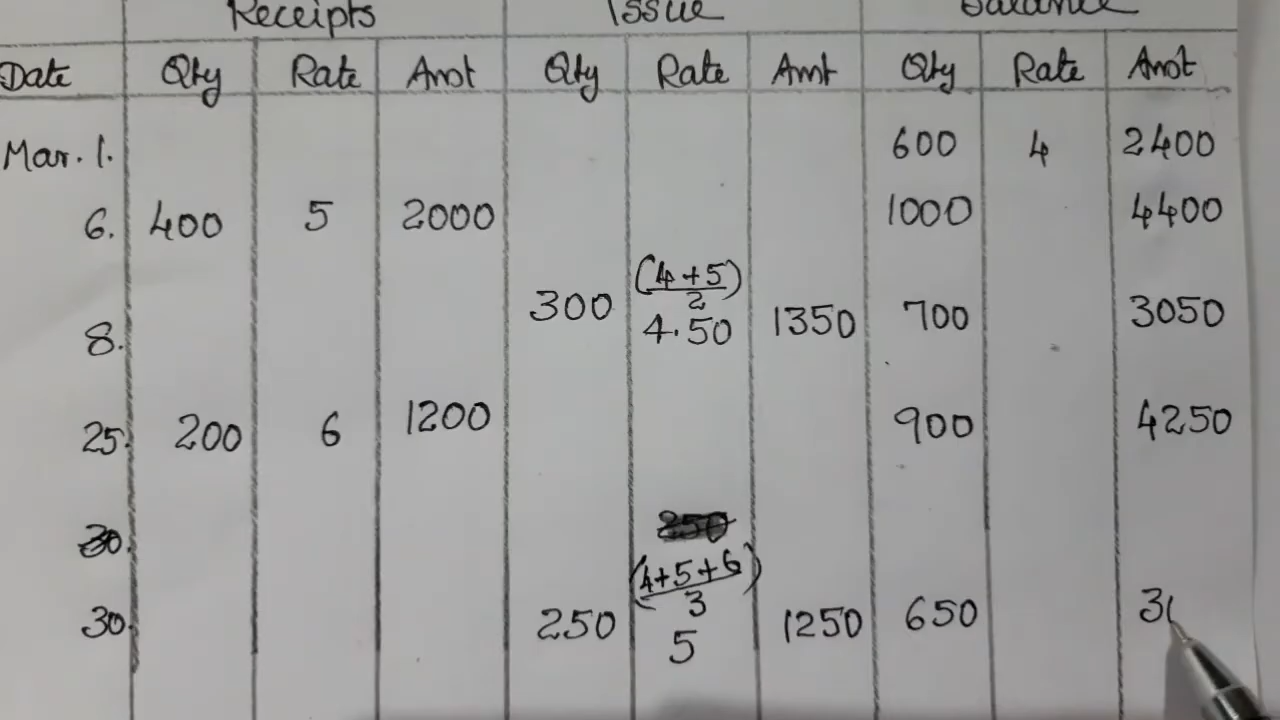 Receipts Issue Balance
Date Qty Rate Amt Qty Rate Amt Qty Rate Amt
Mar. 1. 600 4 2400
6. 400 5 2000 1000 4400
(4+5)
2
8. 300 4.50 1350 700 3050
25. 200 6 1200 900 4250
(4+5+6)
3
30. 250 5 1250 650 30